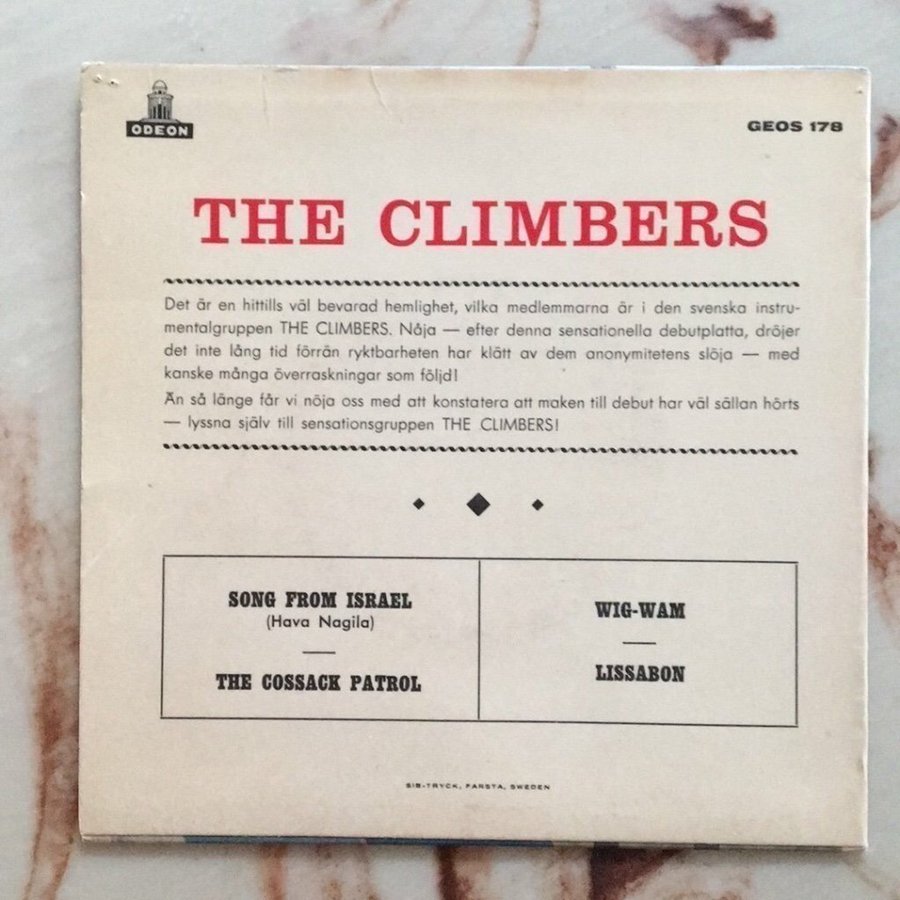 ODEON
GEOS 178
THE CLIMBERS
Det är en hittills väl bevarad hemlighet, vilka medlemmarna är i den svenska instru-
mentalgruppen THE CLIMBERS. Nåja — efter denna sensationella debutplatta, dröjer
det inte lång tid förrän ryktbarheten har klätt av dem anonymitetens slöja — med
kanske många överraskningar som följd!
Än så länge får vi nöja oss med att konstatera att maken till debut har väl sällan hörts
— lyssna själv till sensationsgruppen THE CLIMBERS!
SONG FROM ISRAEL
(Hava Nagila)
THE COSSACK PATROL
WIG-WAM
LISSABON
SIB-TRYCK, FARSTA, SWEDEN